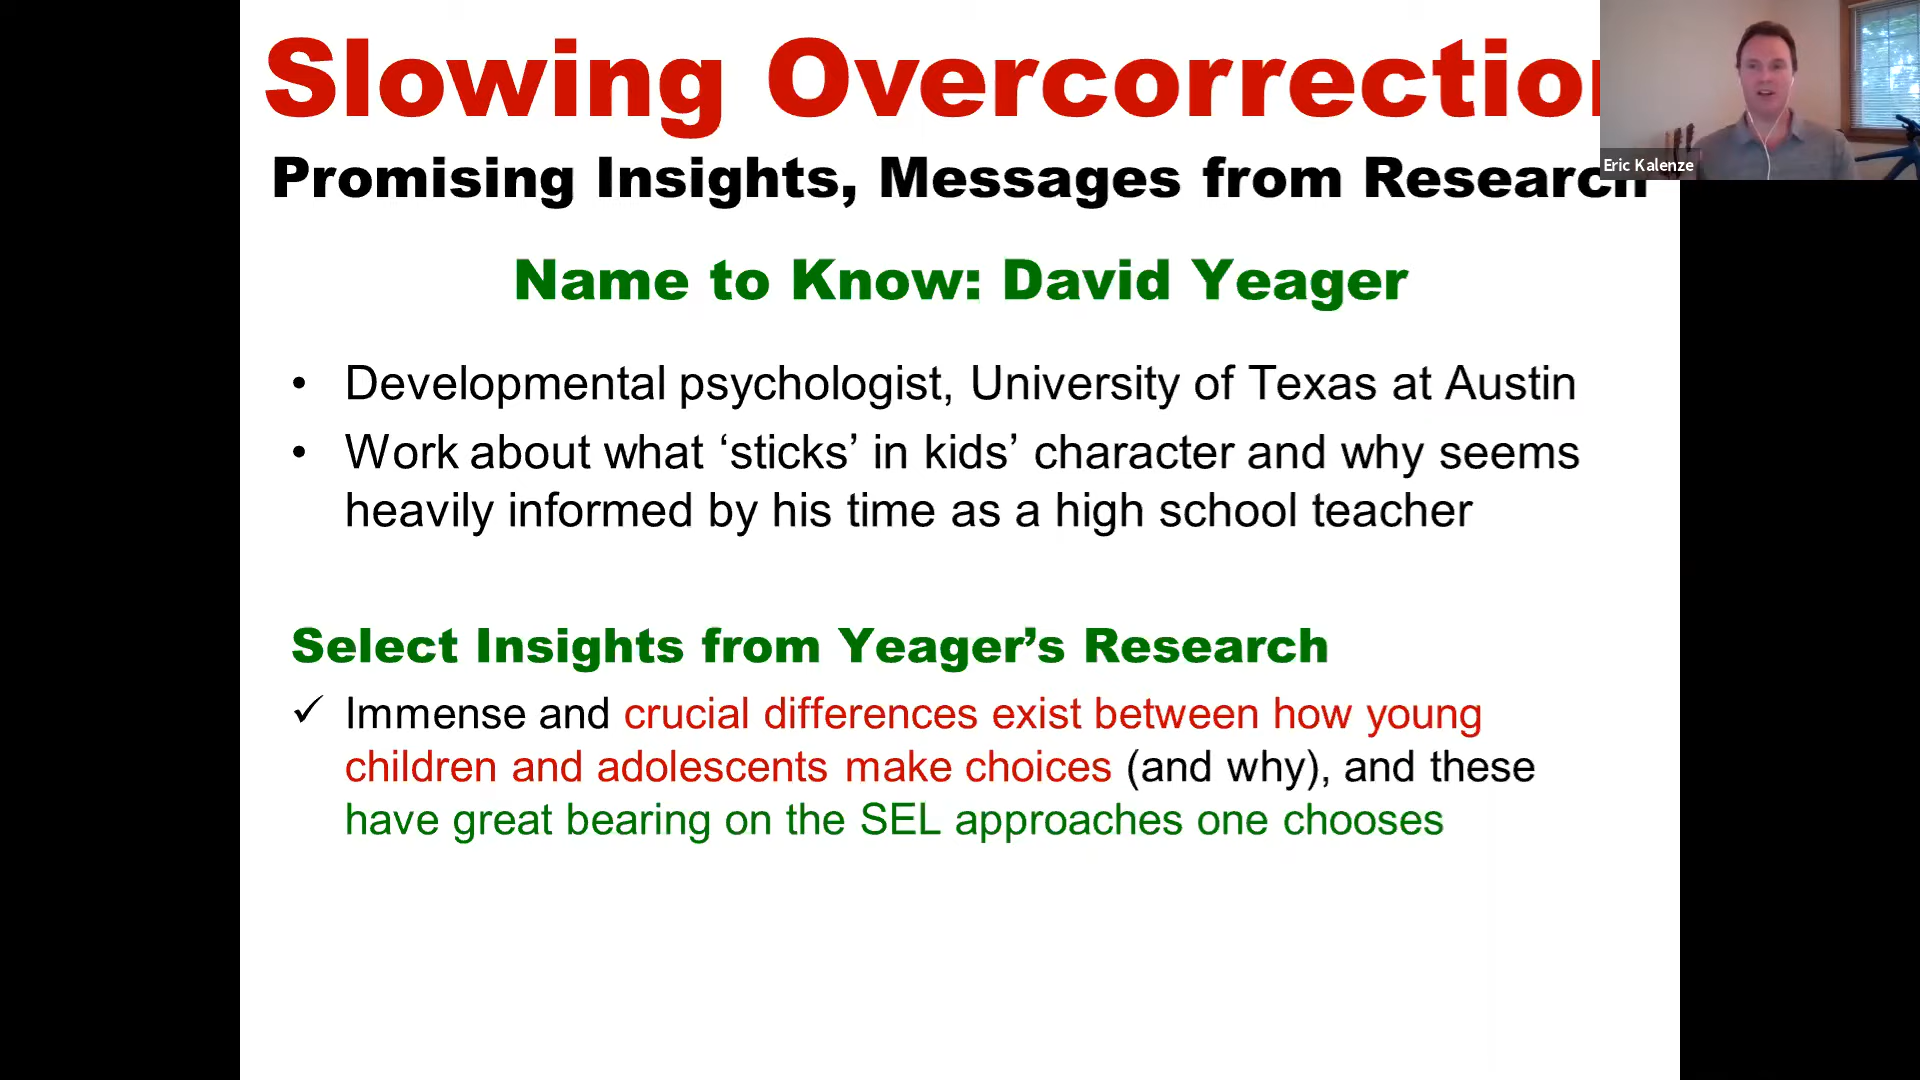 Slowing Overcorrection
Promising Insights, Messages from Research
Eric Kalenze
Name to Know: David Yeager
• Developmental psychologist, University of Texas at Austin
• Work about what ‘sticks’ in kids’ character and why seems
heavily informed by his time as a high school teacher
Select Insights from Yeager’s Research
✓ Immense and crucial differences exist between how young
children and adolescents make choices (and why), and these
have great bearing on the SEL approaches one chooses